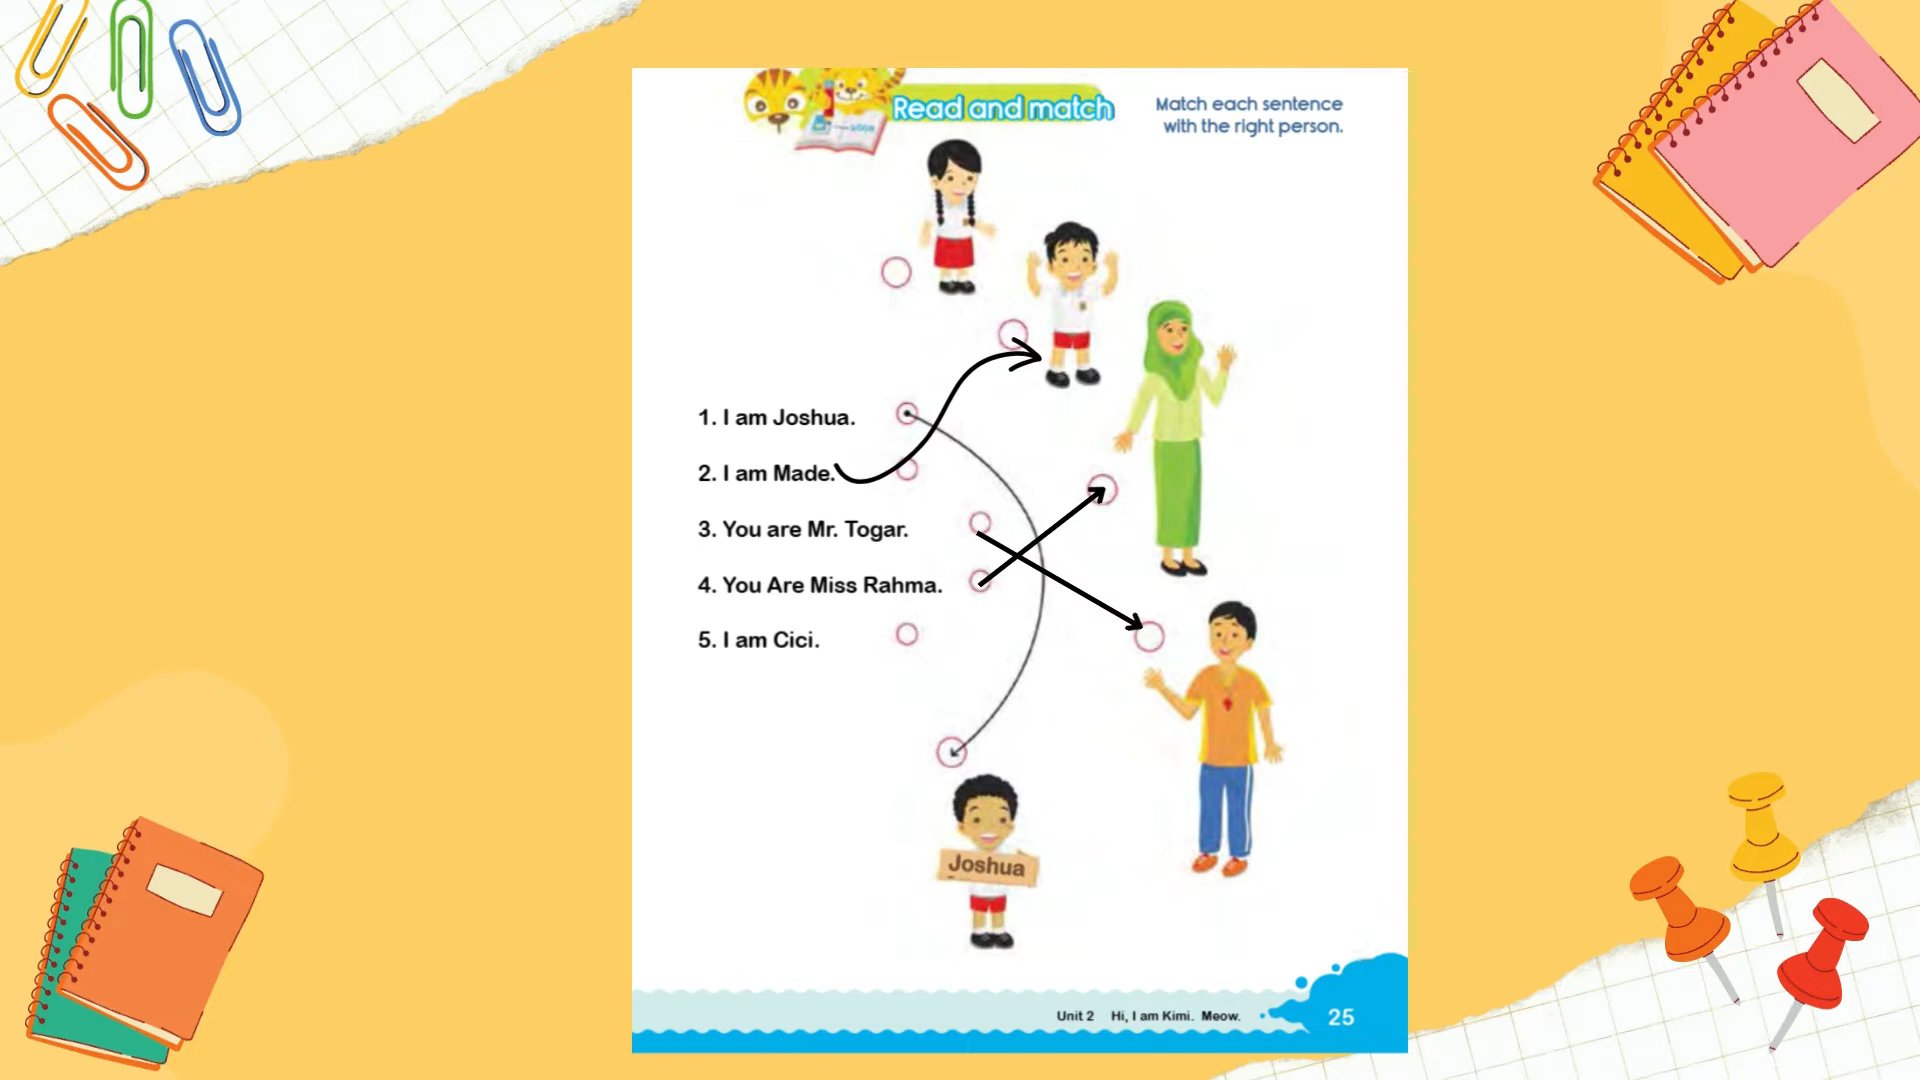 Read and match
Match each sentence
with the right person.
1. I am Joshua.
2. I am Made.
3. You are Mr. Togar.
4. You Are Miss Rahma.
5. I am Cici.
Joshua
Unit 2 Hi, I am Kimi. Meow.
25